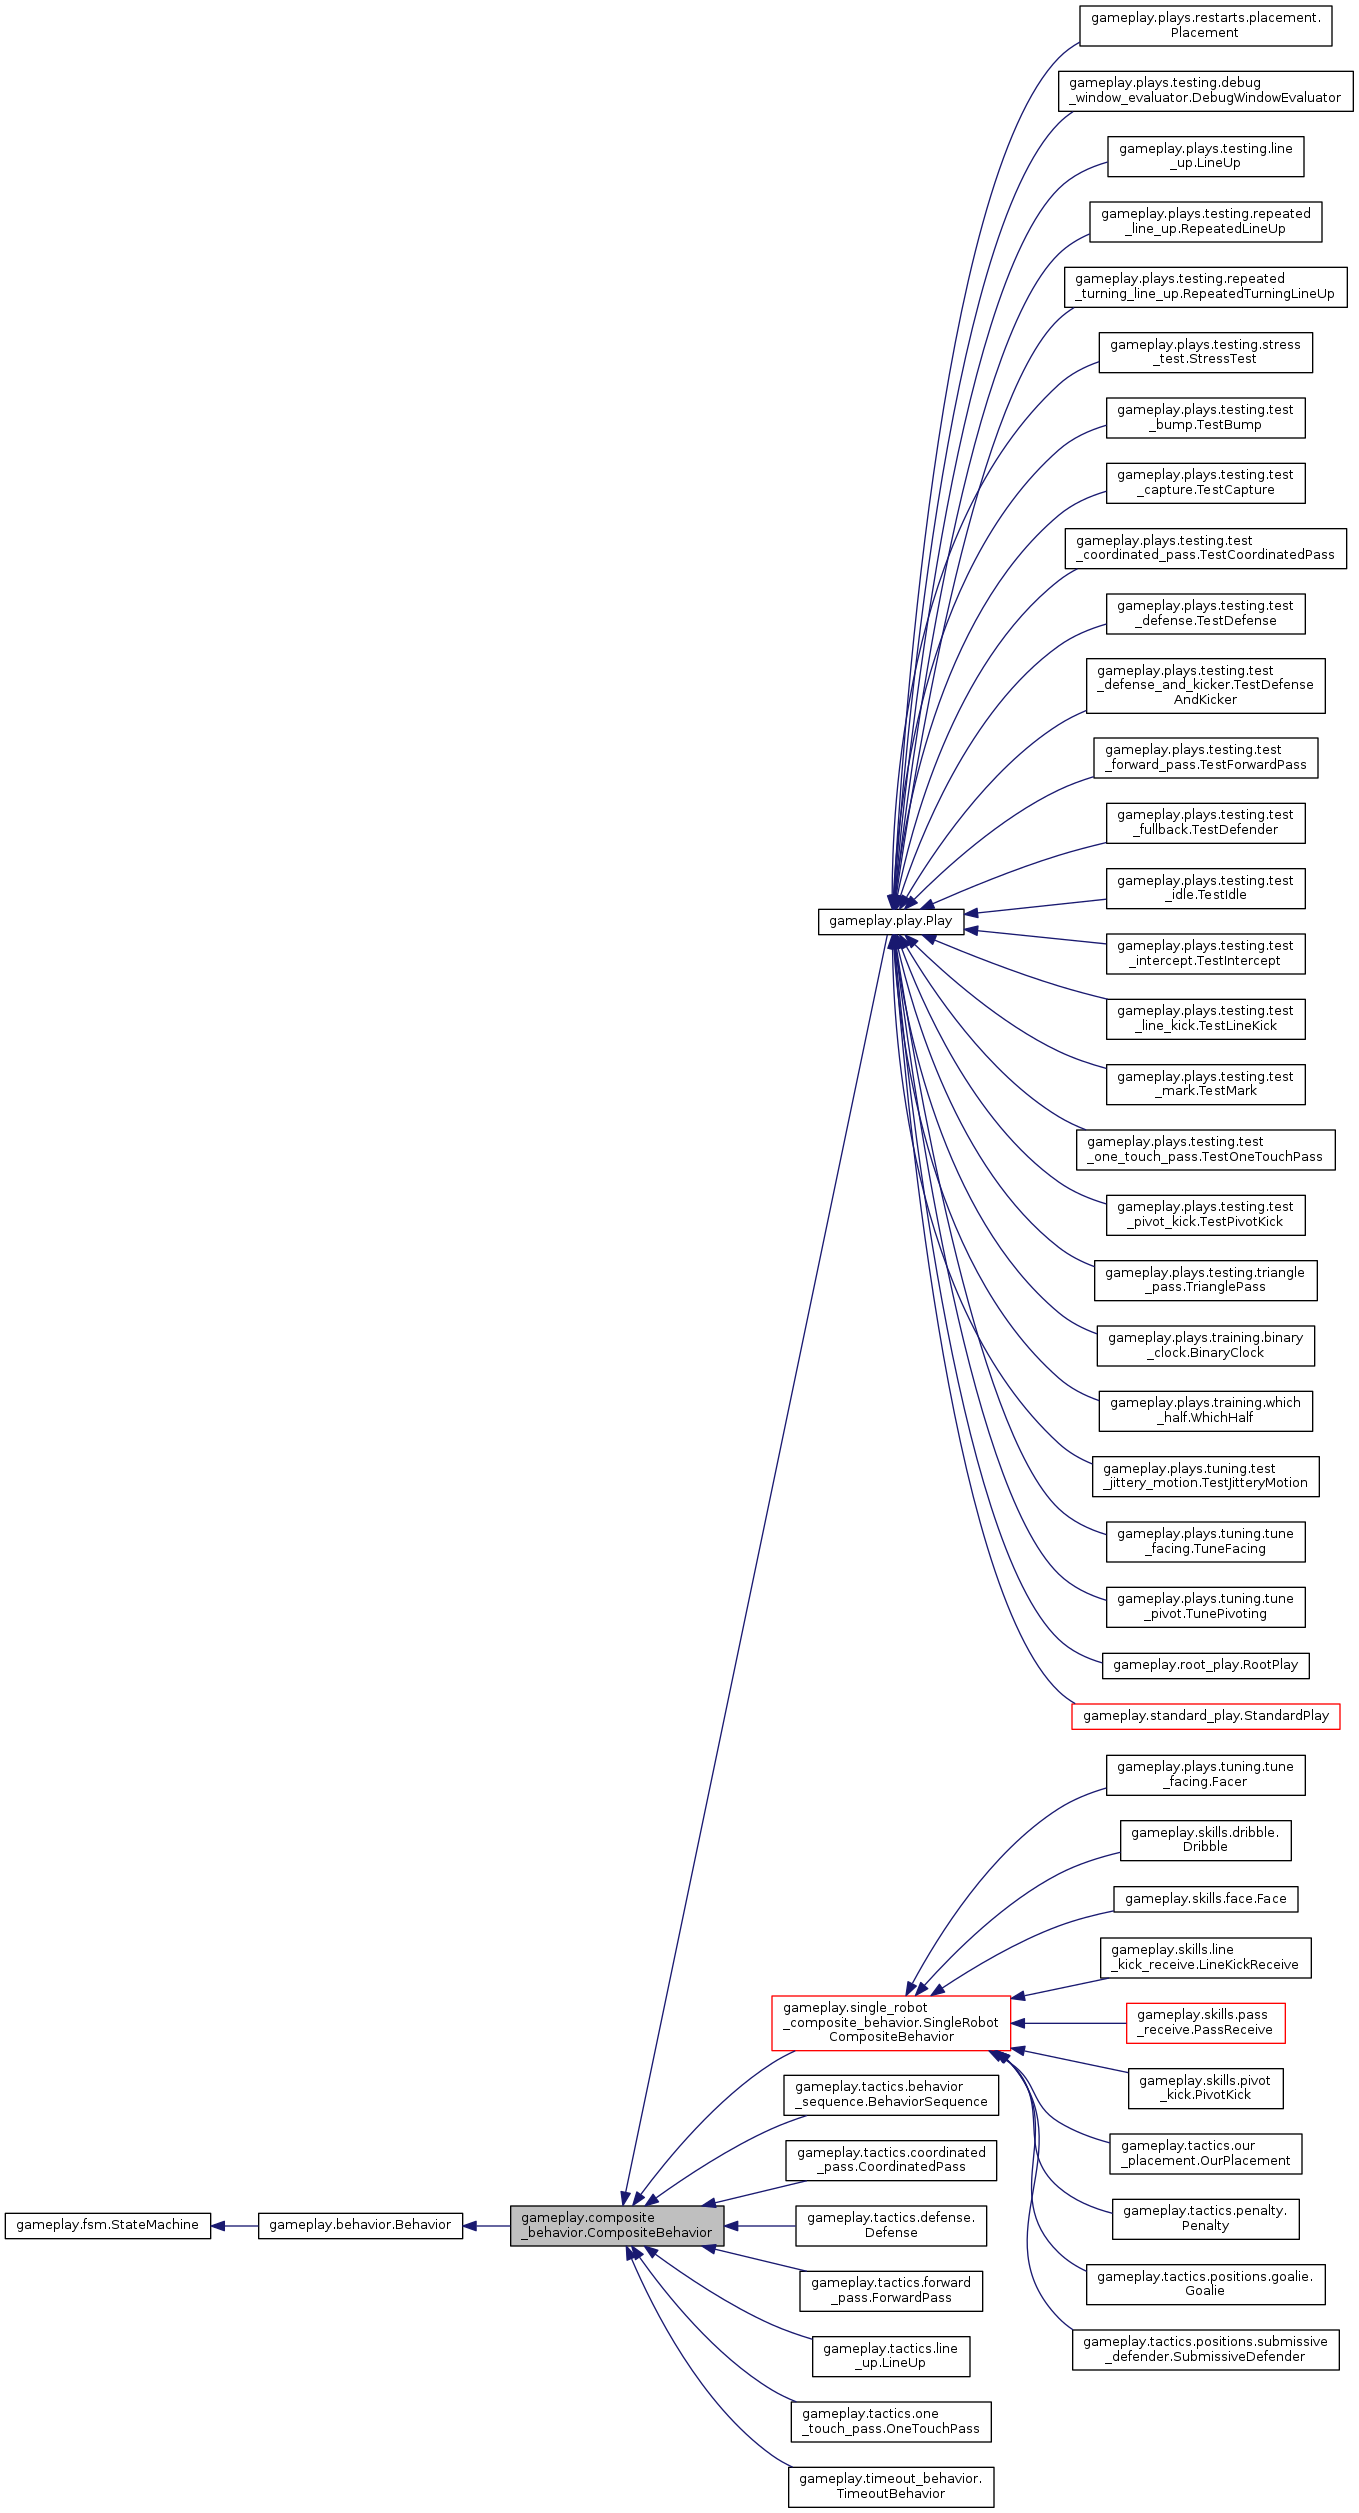 gameplay.plays.restarts.placement.
Placement
gameplay.plays.testing.debug
_window_evaluator.DebugWindowEvaluator
gameplay.plays.testing.line
_up.LineUp
gameplay.plays.testing.repeated
_line_up.RepeatedLineUp
gameplay.plays.testing.repeated
_turning_line_up.RepeatedTurningLineUp
gameplay.plays.testing.stress
_test.StressTest
gameplay.plays.testing.test
_bump.TestBump
gameplay.plays.testing.test
_capture.TestCapture
gameplay.plays.testing.test
_coordinated_pass.TestCoordinatedPass
gameplay.plays.testing.test
_defense.TestDefense
gameplay.plays.testing.test
_defense_and_kicker.TestDefense
AndKicker
gameplay.plays.testing.test
_forward_pass.TestForwardPass
gameplay.plays.testing.test
_fullback.TestDefender
gameplay.plays.testing.test
_idle.TestIdle
gameplay.play.Play
gameplay.plays.testing.test
_intercept.TestIntercept
gameplay.plays.testing.test
_line_kick.TestLineKick
gameplay.plays.testing.test
_mark.TestMark
gameplay.plays.testing.test
_one_touch_pass.TestOneTouchPass
gameplay.plays.testing.test
_pivot_kick.TestPivotKick
gameplay.plays.testing.triangle
_pass.TrianglePass
gameplay.plays.training.binary
_clock.BinaryClock
gameplay.plays.training.which
_half.WhichHalf
gameplay.plays.tuning.test
_jittery_motion.TestJitteryMotion
gameplay.plays.tuning.tune
_facing.TuneFacing
gameplay.plays.tuning.tune
_pivot.TunePivoting
gameplay.root_play.RootPlay
gameplay.standard_play.StandardPlay
gameplay.plays.tuning.tune
_facing.Facer
gameplay.skills.dribble.
Dribble
gameplay.skills.face.Face
gameplay.skills.line
_kick_receive.LineKickReceive
gameplay.single_robot
_composite_behavior.SingleRobot
CompositeBehavior
gameplay.skills.pass
_receive.PassReceive
gameplay.skills.pivot
_kick.PivotKick
gameplay.tactics.behavior
_sequence.BehaviorSequence
gameplay.tactics.our
_placement.OurPlacement
gameplay.tactics.coordinated
_pass.CoordinatedPass
gameplay.tactics.penalty.
Penalty
gameplay.fsm.StateMachine
gameplay.behavior.Behavior
gameplay.composite
_behavior.CompositeBehavior
gameplay.tactics.defense.
Defense
gameplay.tactics.positions.goalie.
Goalie
gameplay.tactics.forward
_pass.ForwardPass
gameplay.tactics.positions.submissive
_defender.SubmissiveDefender
gameplay.tactics.line
_up.LineUp
gameplay.tactics.one
_touch_pass.OneTouchPass
gameplay.timeout_behavior.
TimeoutBehavior